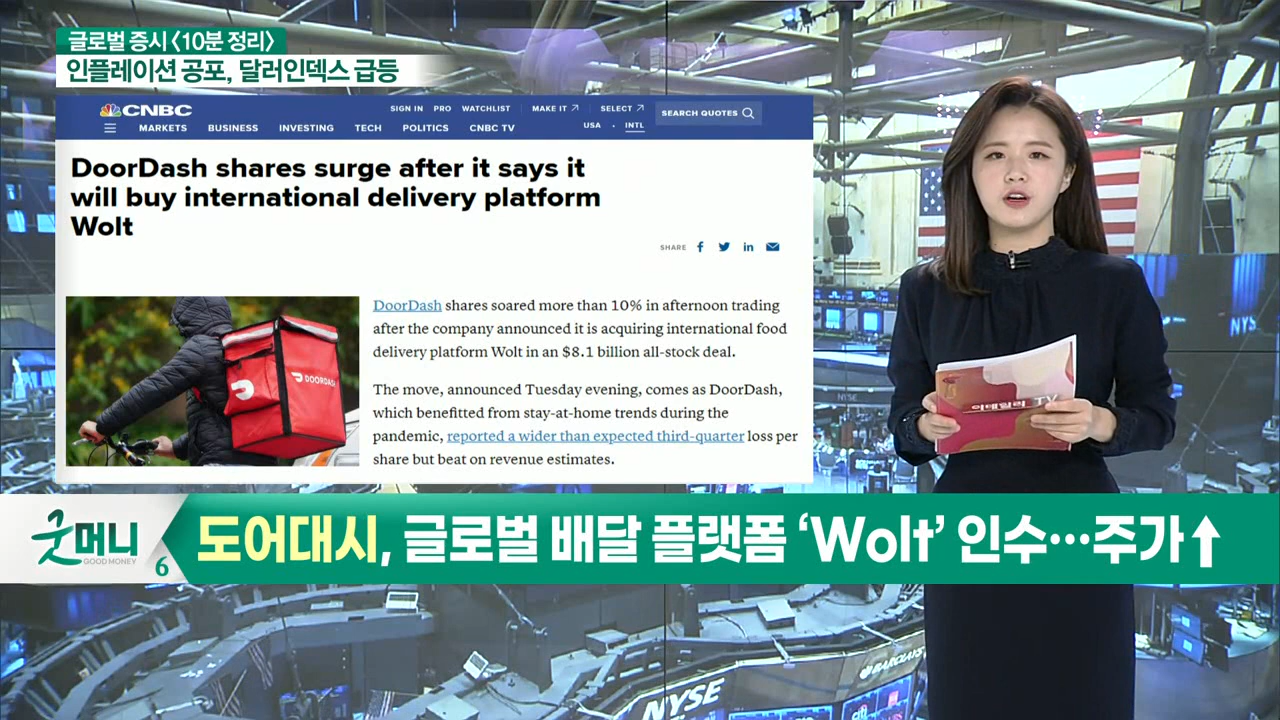 글로벌 증시 <10분 정리>
인플레이션 공포, 달러인덱스 급등
CNBC
SIGN IN PRO WATCHLIST MAKE IT SELECT SEARCH QUOTES
MARKETS BUSINESS INVESTING TECH POLITICS CNBC TV USA · INTL
DoorDash shares surge after it says it
will buy international delivery platform
Wolt
SHARE
DOORDASH
DoorDash shares soared more than 10% in afternoon trading
after the company announced it is acquiring international food
delivery platform Wolt in an $8.1 billion all-stock deal.
The move, announced Tuesday evening, comes as DoorDash,
which benefitted from stay-at-home trends during the
pandemic, reported a wider than expected third-quarter loss per
share but beat on revenue estimates.
이데일리 TV
NYSE
굿머니
GOOD MONEY
6
도어대시, 글로벌 배달 플랫폼 ‘Wolt’ 인수…주가↑
BARCLAYS
NYSE
citi